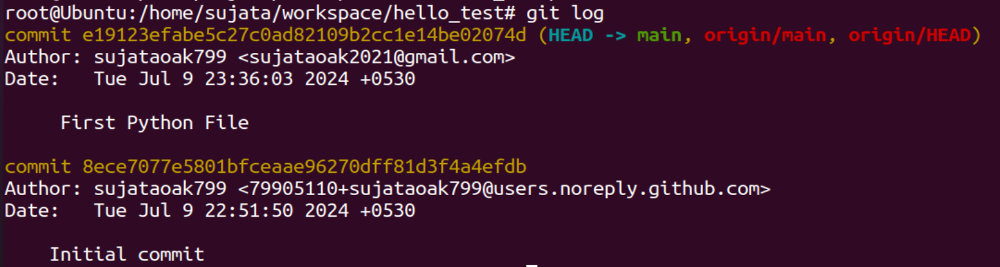 root@Ubuntu:/home/sujata/workspace/hello_test# git log
commit e19123efabe5c27c0ad82109b2cc1e14be02074d (HEAD -> main, origin/main, origin/HEAD)
Author: sujataoak799 <sujataoak2021@gmail.com>
Date:   Tue Jul 9 23:36:03 2024 +0530
     First Python File
commit 8ece7077e5801bfceaae96270dff81d3f4a4efdb
Author: sujataoak799 <79905110+sujataoak799@users.noreply.github.com>
Date:   Tue Jul 9 22:51:50 2024 +0530
    Initial commit